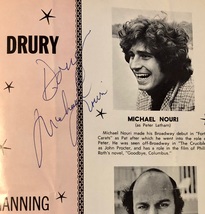 DRURY
Donna
Michael Nouri
MICHAEL NOURI
(as Peter Latham)
Michael Nouri made his Broadway debut in "Forty
Carats" as Pat after which he went into the role of
Peter. He was seen off-Broadway in "The Crucible"
as John Proctor, and has a role in the film of Philip
Roth's novel, "Goodbye, Columbus."
ANNING